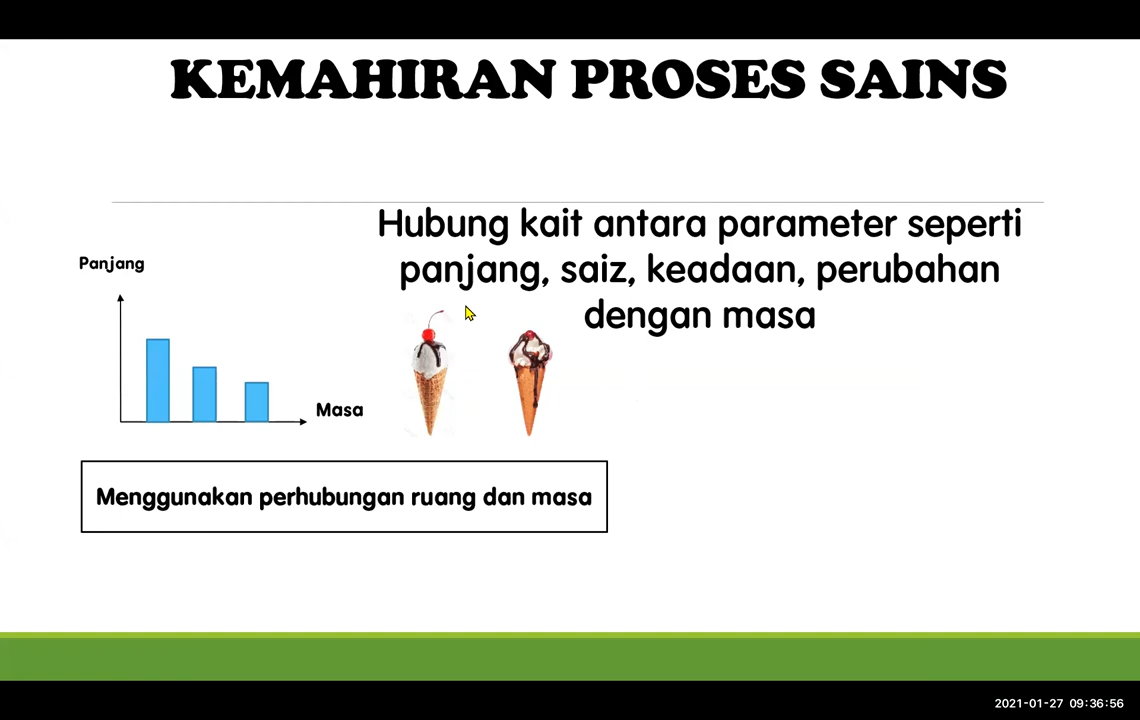 KEMAHIRAN PROSES SAINS
Hubung kait antara parameter seperti
panjang, saiz, keadaan, perubahan
dengan masa
Panjang
Masa
Menggunakan perhubungan ruang dan masa
2021-01-27 09:36:56